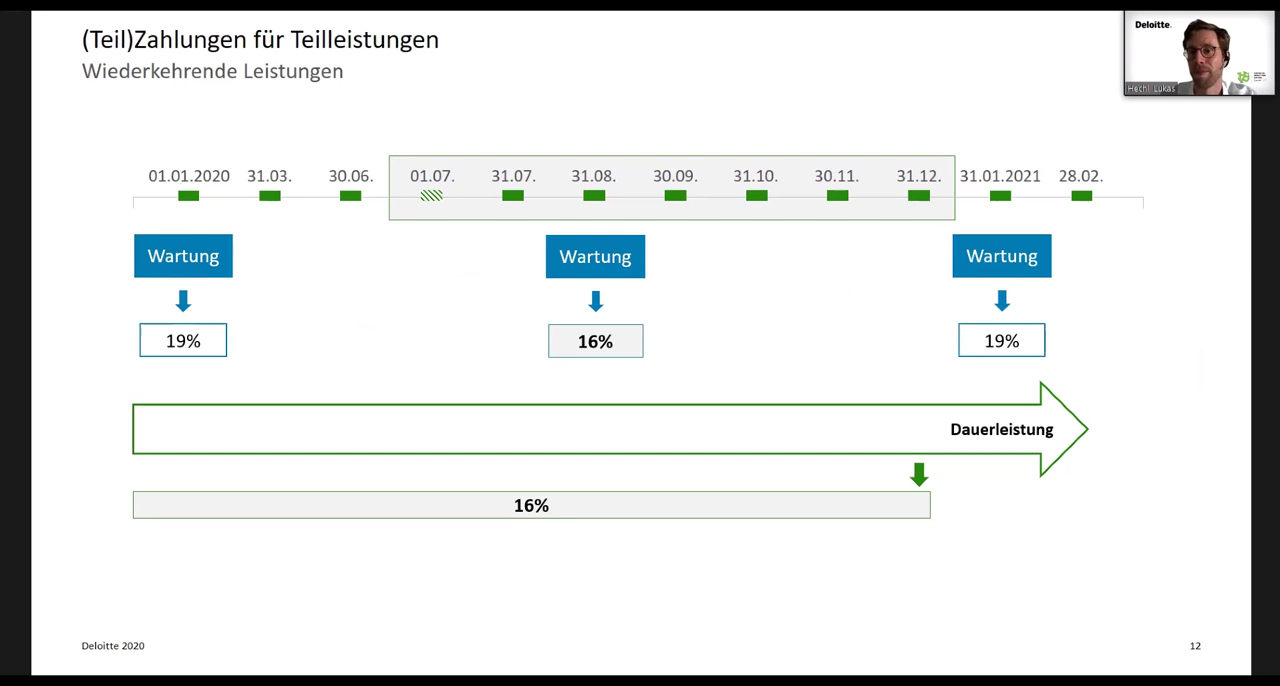 (Teil)Zahlungen für Teilleistungen
Wiederkehrende Leistungen
Deloitte.
Hechl Lukas
01.01.2020 31.03. 30.06. 01.07. 31.07. 31.08. 30.09. 31.10. 30.11. 31.12. 31.01.2021 28.02.
Wartung Wartung Wartung
19% 16% 19%
Dauerleistung
16%
Deloitte 2020 12